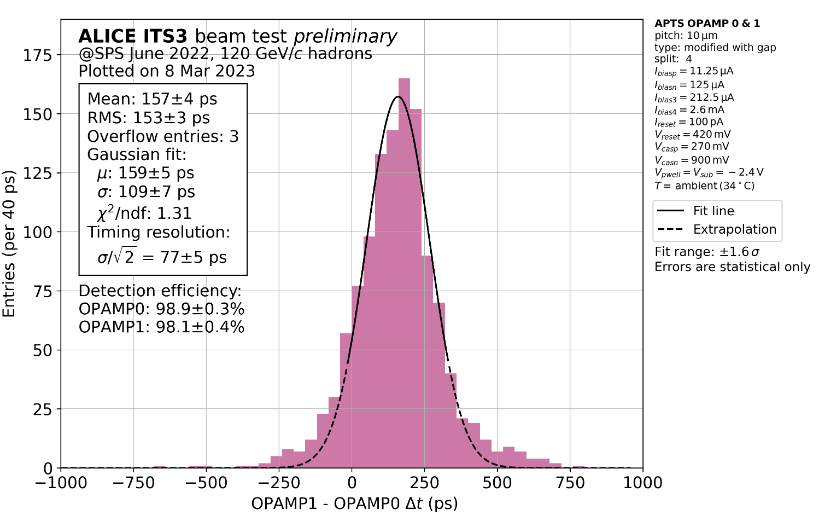 ALICE ITS3 beam test preliminary
@SPS June 2022, 120 GeV/c hadrons
Plotted on 8 Mar 2023
Mean: 157±4 ps
RMS: 153±3 ps
Overflow entries: 3
Gaussian fit:
μ: 159±5 ps
σ: 109±7 ps
χ²/ndf: 1.31
Timing resolution:
σ/√2 = 77±5 ps
Detection efficiency:
OPAMP0: 98.9±0.3%
OPAMP1: 98.1±0.4%
Entries (per 40 ps)
175
150
125
100
75
50
25
0
−1000 −750 −500 −250 0 250 500 750 1000
OPAMP1 - OPAMP0 Δt (ps)
APTS OPAMP 0 & 1
pitch: 10 μm
type: modified with gap
split: 4
I_biasp = 11.25 μA
I_biasn = 125 μA
I_bias3 = 212.5 μA
I_bias4 = 2.6 mA
I_reset = 100 pA
V_reset = 420 mV
V_casp = 270 mV
V_casn = 900 mV
V_pwell = V_sub = −2.4 V
T = ambient (34°C)
Fit line
Extrapolation
Fit range: ±1.6 σ
Errors are statistical only